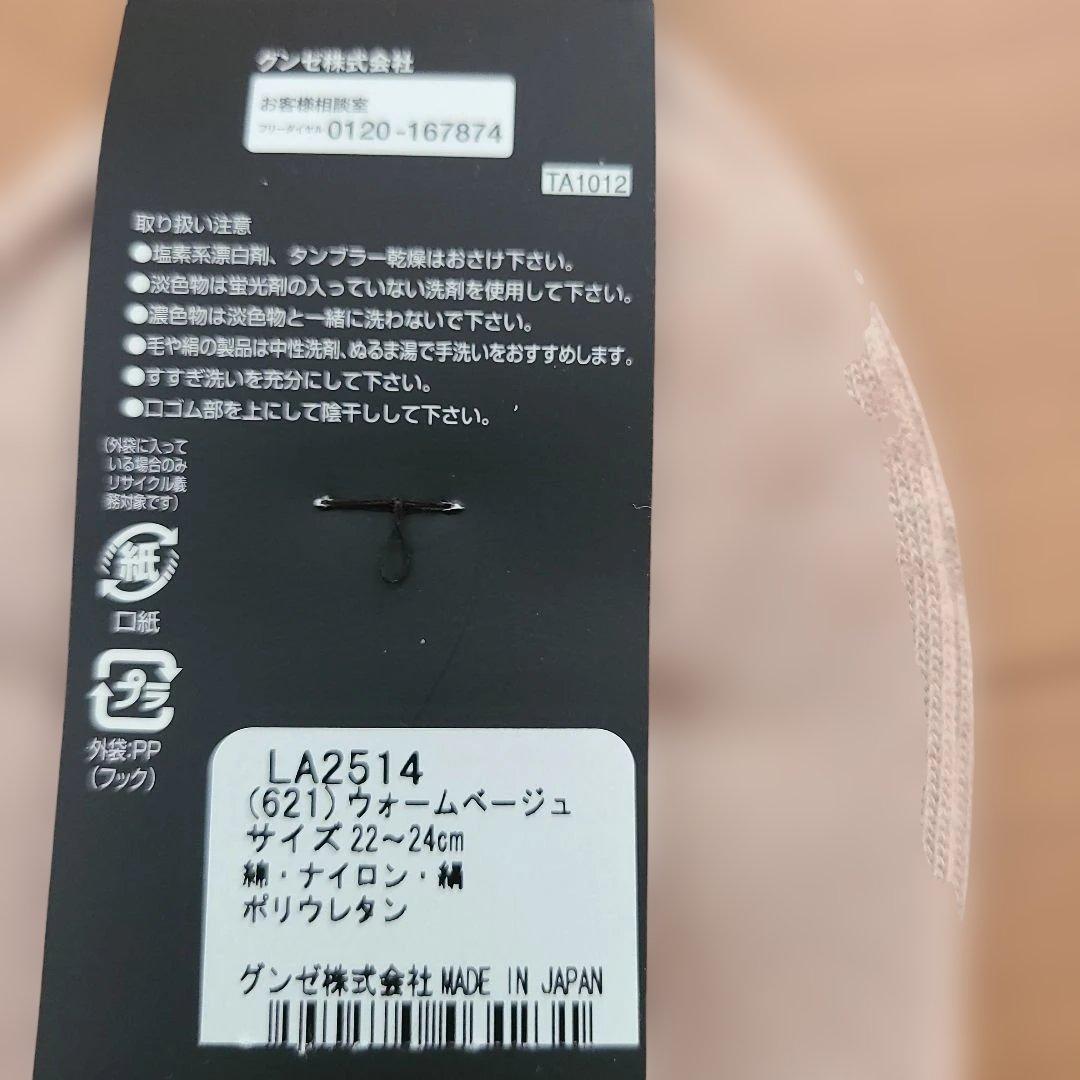 グンゼ株式会社
お客様相談室
フリーダイヤル 0120-167874
TA1012
取り扱い注意
●塩素系漂白剤、タンブラー乾燥はおさけ下さい。
●淡色物は蛍光剤の入っていない洗剤を使用して下さい。
●濃色物は淡色物と一緒に洗わないで下さい。
●毛や絹の製品は中性洗剤、ぬるま湯で手洗いをおすすめします。
●すすぎ洗いを充分にして下さい。
●口ゴム部を上にして陰干しして下さい。
(外袋に入って
いる場合のみ
リサイクル義
務対象です)
紙
口紙
プラ
外袋:PP
(フック)
LA2514
(621)ウォームベージュ
サイズ22～24cm
綿・ナイロン・絹
ポリウレタン
グンゼ株式会社 MADE IN JAPAN